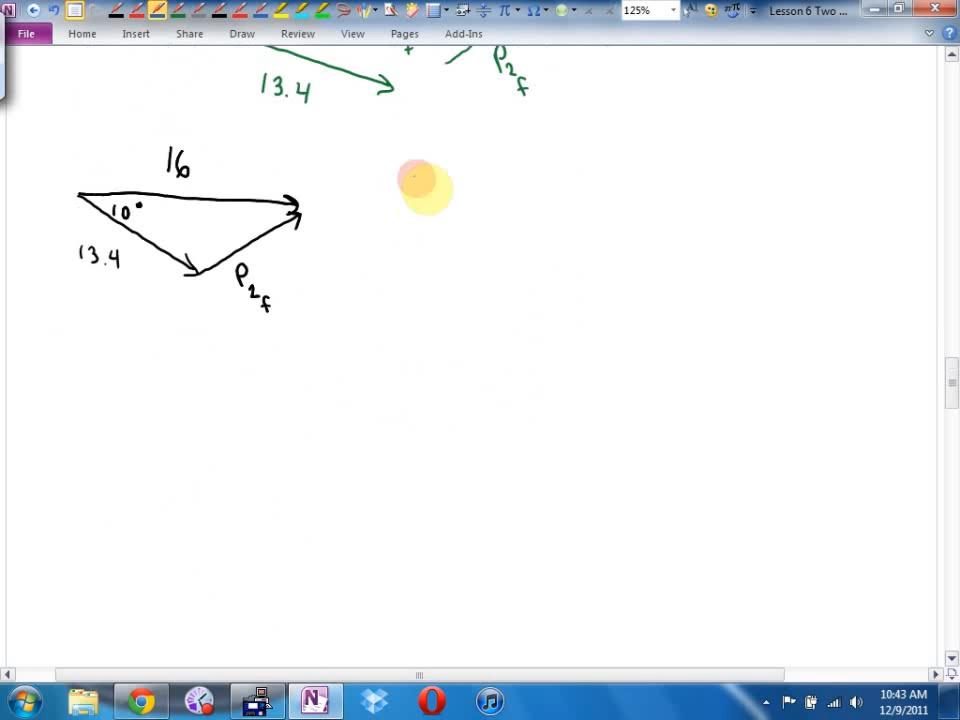 125%
Lesson 6 Two ...
File Home Insert Share Draw Review View Pages Add-Ins
P2f
13.4
16
10°
13.4
P2f
10:43 AM
12/9/2011